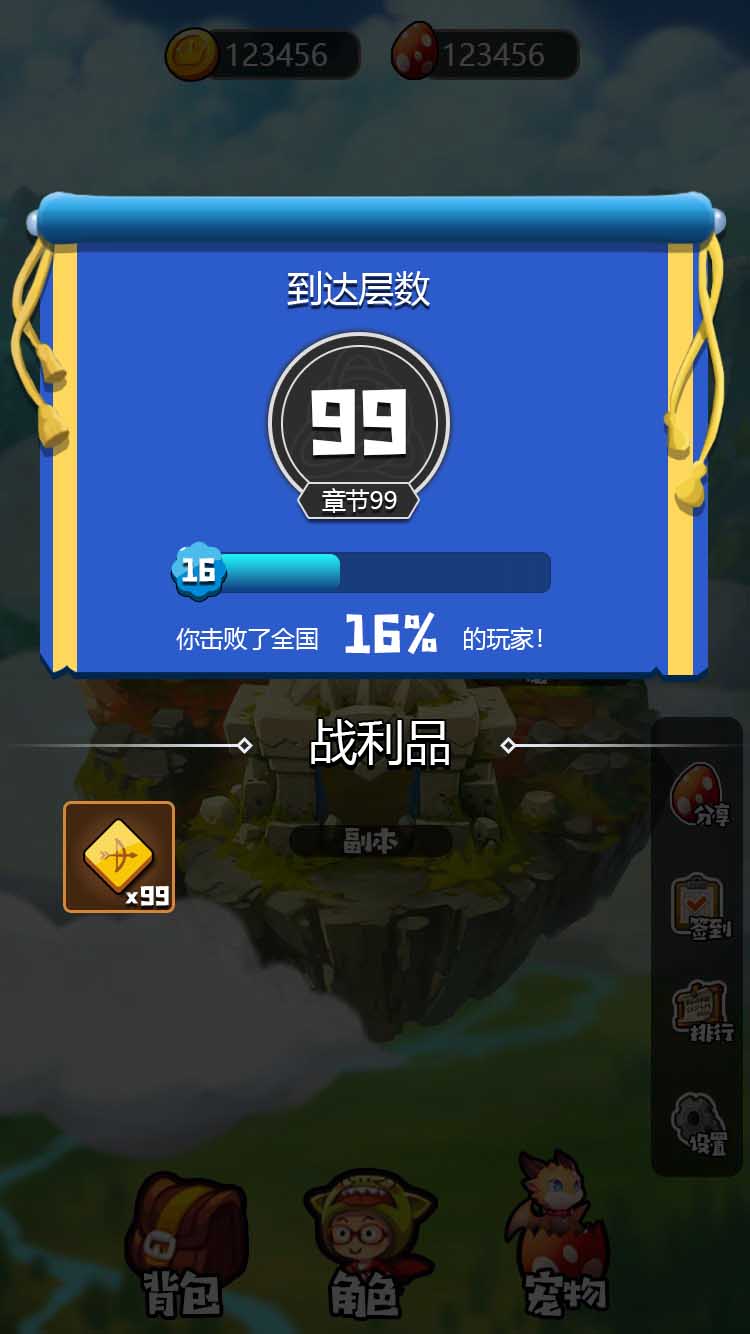 123456
123456
到达层数
99
章节99
16
你击败了全国 16% 的玩家!
战利品
x99
副本
分享
签到
排行
设置
背包
角色
宠物